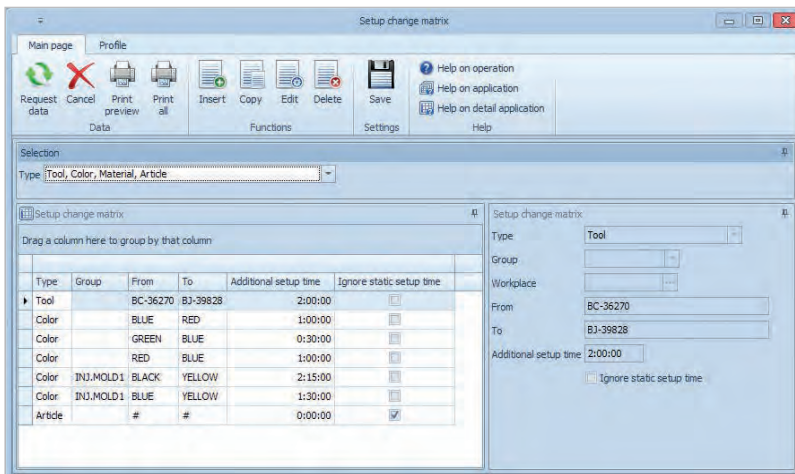 Setup change matrix
Main page Profile
Request data Cancel Print preview Print all Insert Copy Edit Delete Save
Help on operation
Help on application
Help on detail application
Data Functions Settings Help
Selection
Type Tool, Color, Material, Article
Setup change matrix
Drag a column here to group by that column
Type Group From To Additional setup time Ignore static setup time
Tool BC-36270 BJ-39828 2:00:00
Color BLUE RED 1:00:00
Color GREEN BLUE 0:30:00
Color RED BLUE 1:00:00
Color INJ.MOLD1 BLACK YELLOW 2:15:00
Color INJ.MOLD1 BLUE YELLOW 1:30:00
Article # # 0:00:00
Setup change matrix
Type Tool
Group
Workplace
From BC-36270
To BJ-39828
Additional setup time 2:00:00
Ignore static setup time